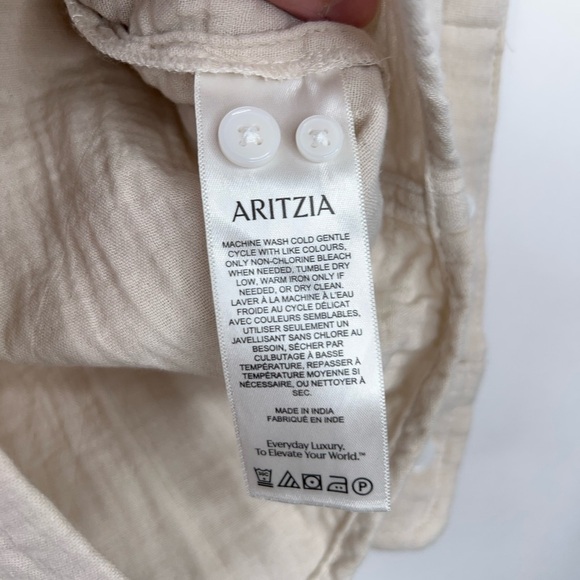 ARITZIA
MACHINE WASH COLD GENTLE
CYCLE WITH LIKE COLOURS,
ONLY NON-CHLORINE BLEACH
WHEN NEEDED, TUMBLE DRY
LOW, WARM IRON ONLY IF
NEEDED, OR DRY CLEAN.
LAVER À LA MACHINE À L'EAU
FROIDE AU CYCLE DÉLICAT
AVEC COULEURS SEMBLABLES,
UTILISER SEULEMENT UN
JAVELLISANT SANS CHLORE AU
BESOIN, SÉCHER PAR
CULBUTAGE À BASSE
TEMPÉRATURE, REPASSER À
TEMPÉRATURE MOYENNE SI
NÉCESSAIRE, OU NETTOYER À
SEC.
MADE IN INDIA
FABRIQUÉ EN INDE
Everyday Luxury.
To Elevate Your World.™
P